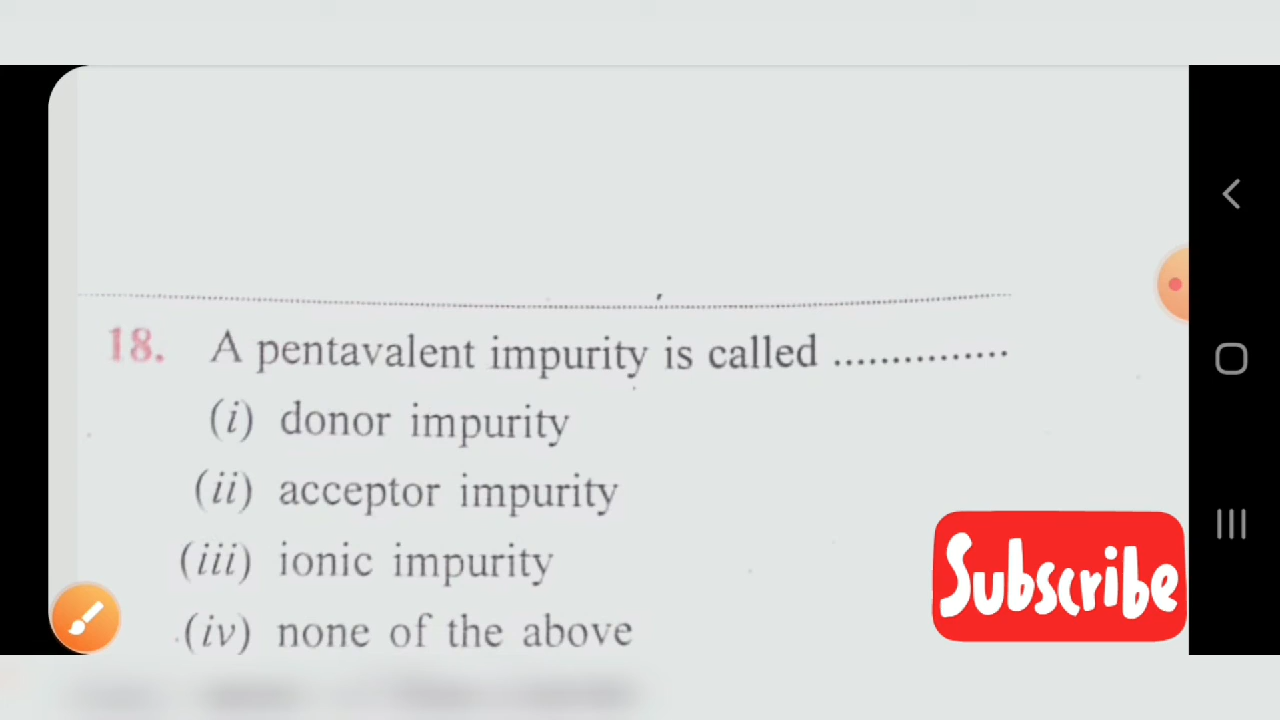 18. A pentavalent impurity is called ...............
(i) donor impurity
(ii) acceptor impurity
(iii) ionic impurity
(iv) none of the above
Subscribe